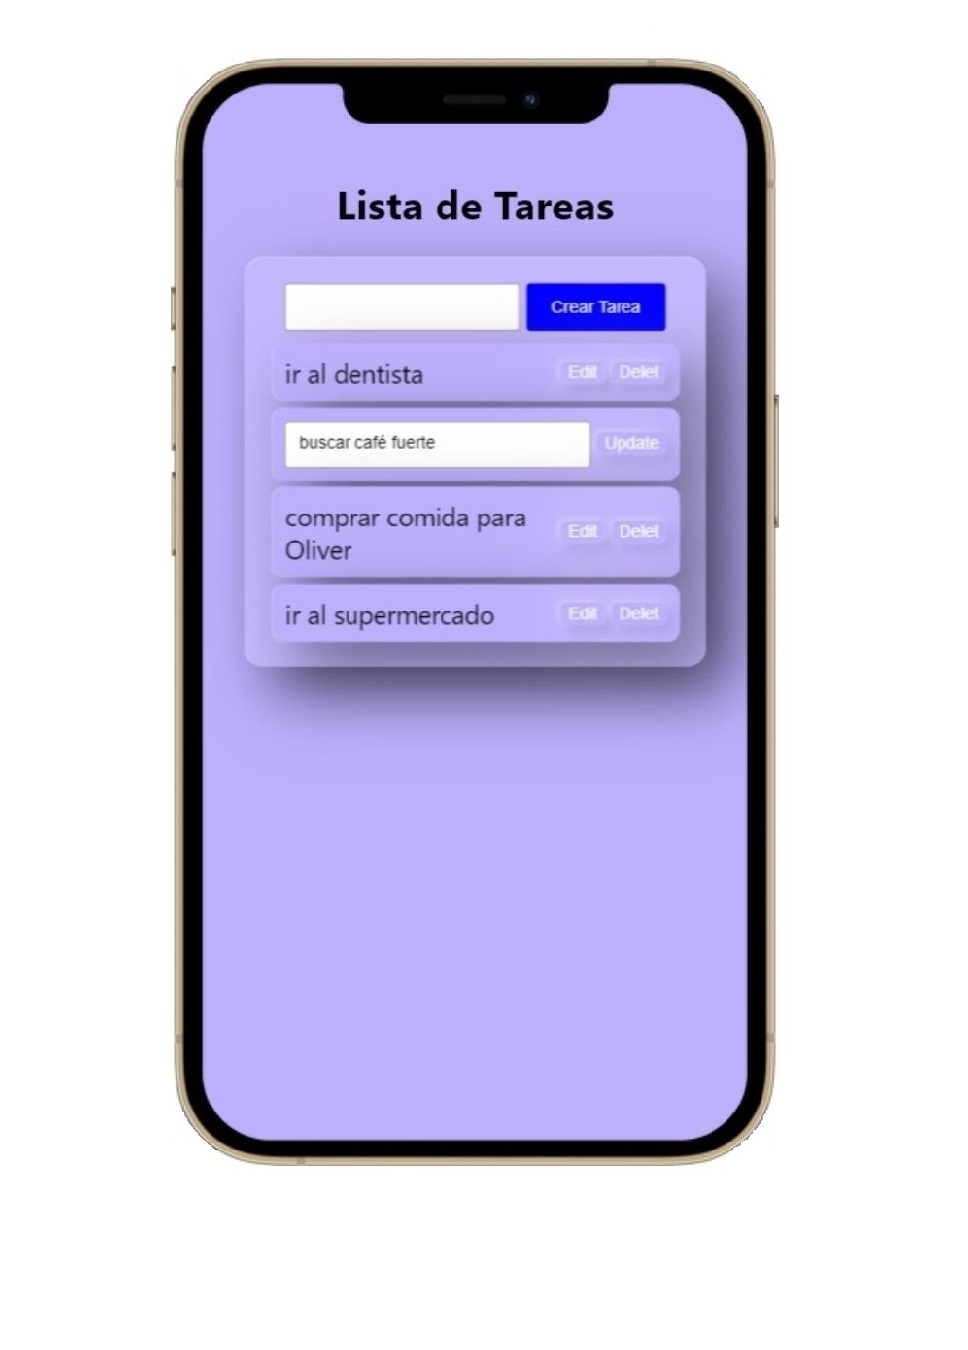 Lista de Tareas
Crear Tarea
ir al dentista Edit Delet
buscar café fuerte Update
comprar comida para
Oliver Edit Delet
ir al supermercado Edit Delet